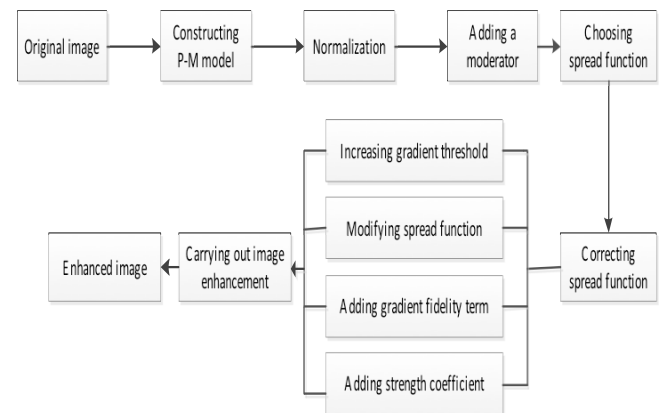 Original image
Constructing
P-M model
Normalization
Adding a
moderator
Choosing
spread function
Increasing gradient threshold
Modifying spread function
Adding gradient fidelity term
Adding strength coefficient
Correcting
spread function
Carrying out image
enhancement
Enhanced image